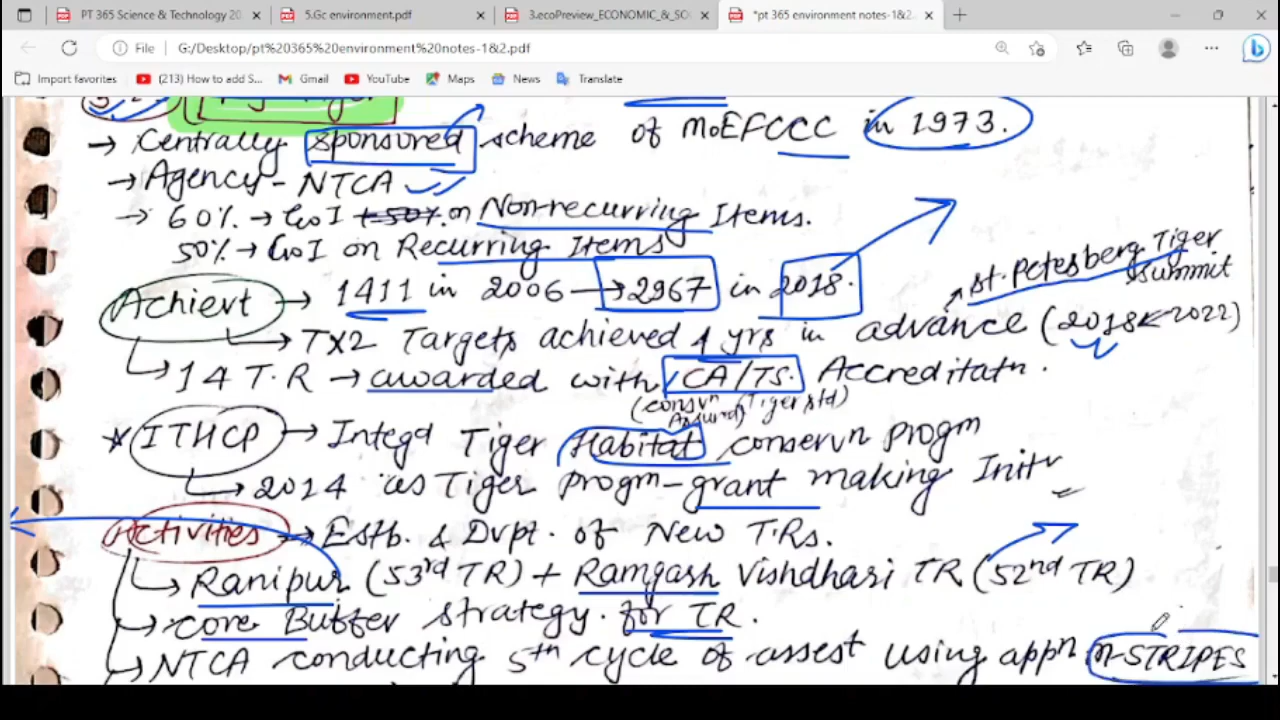 PT 365 Science & Technology 20
5.Gc environment.pdf
3.ecoPreview_ECONOMIC_&_SO
*pt 365 environment notes-1&2.
File
G:/Desktop/pt%20365%20environment%20notes-1&2.pdf
Import favorites
(213) How to add S...
Gmail
YouTube
Maps
News
Translate
→ Centrally sponsored scheme of MoEFCCC in 1973.
→ Agency - NTCA
→ 60% → GoI +50% on Non-recurring Items.
50% → GoI on Recurring Items
St. Petesberg Tiger Summit
Achievt → 1411 in 2006 → 2967 in 2018.
→ TX2 Targets achieved 4 yrs in advance (2018<2022)
→ 14 T.R → awarded with CA/TS. Accreditatn.
(consvn Assured) (Tiger std)
* ITHCP → Integd Tiger Habitat conservn progm
→ 2014 as Tiger progm-grant making Initv
Activities → Estb. & Dvpt. of New T.Rs.
→ Ranipur (53rd TR) + Ramgash Vishdhari TR (52nd TR)
→ core Buffer strategy for TR.
→ NTCA conducting 5th cycle of assest using appn M-STRIPES